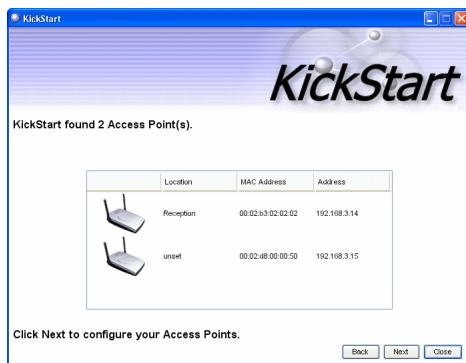 KickStart
KickStart
KickStart found 2 Access Point(s).
Location MAC Address Address
Reception 00:02:b3:02:02:02 192.168.3.14
unset 00:02:d8:00:00:50 192.168.3.15
Click Next to configure your Access Points.
Back Next Close